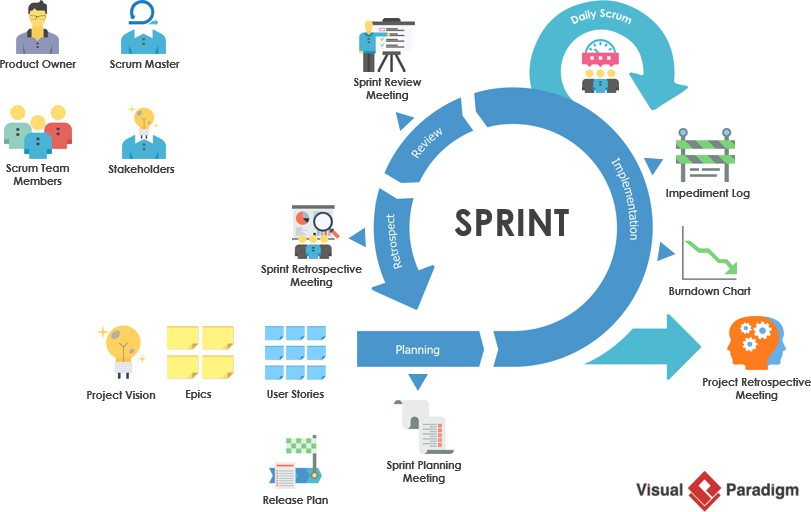 Product Owner
Scrum Master
Scrum Team
Members
Stakeholders
Sprint Review
Meeting
Daily Scrum
Review
Implementation
Impediment Log
SPRINT
Retrospect
Sprint Retrospective
Meeting
Burndown Chart
Project Vision
Epics
User Stories
Planning
Project Retrospective
Meeting
Sprint Planning
Meeting
Release Plan
Visual Paradigm